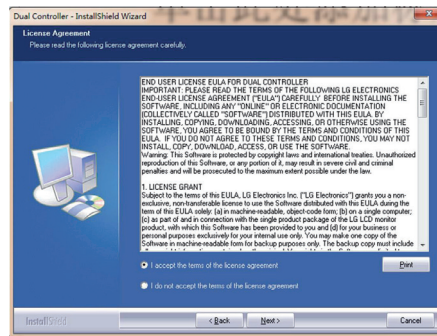 单击此处添加标
Dual Controller - InstallShield Wizard
License Agreement
Please read the following license agreement carefully.
END USER LICENSE EULA FOR DUAL CONTROLLER
IMPORTANT: PLEASE READ THE TERMS OF THE FOLLOWING LG ELECTRONICS
END-USER LICENSE AGREEMENT ("EULA") CAREFULLY BEFORE INSTALLING THE
SOFTWARE, INCLUDING ANY "ONLINE" OR ELECTRONIC DOCUMENTATION
(COLLECTIVELY CALLED "SOFTWARE") DISTRIBUTED WITH THIS EULA. BY
INSTALLING, COPYING, DOWNLOADING, ACCESSING, OR OTHERWISE USING THE
SOFTWARE, YOU AGREE TO BE BOUND BY THE TERMS AND CONDITIONS OF THIS
EULA. IF YOU DO NOT AGREE TO THESE TERMS AND CONDITIONS, YOU MAY NOT
INSTALL, COPY, DOWNLOAD, ACCESS, OR USE THE SOFTWARE.
Warning: This Software is protected by copyright laws and international treaties. Unauthorized
reproduction of this Software, or any portion of it, may result in severe civil and criminal
penalties and will be prosecuted to the maximum extent possible under the law.
1. LICENSE GRANT
Subject to the terms of this EULA, LG Electronics Inc. ("LG Electronics") grants you a non-
exclusive, non-transferable license to use the Software distributed with this EULA during the
term of this EULA solely: (a) in machine-readable, object-code form; (b) on a single computer;
(c) as part of and in connection with the single product package of the LG LCD monitor
product, with which this Software has been provided to you and (d) for your business or
personal purposes exclusively for your internal use only. You may make one copy of the
Software in machine-readable form for backup purposes only. The backup copy must include
I accept the terms of the license agreement
Print
I do not accept the terms of the license agreement
InstallShield
< Back
Next >
Cancel